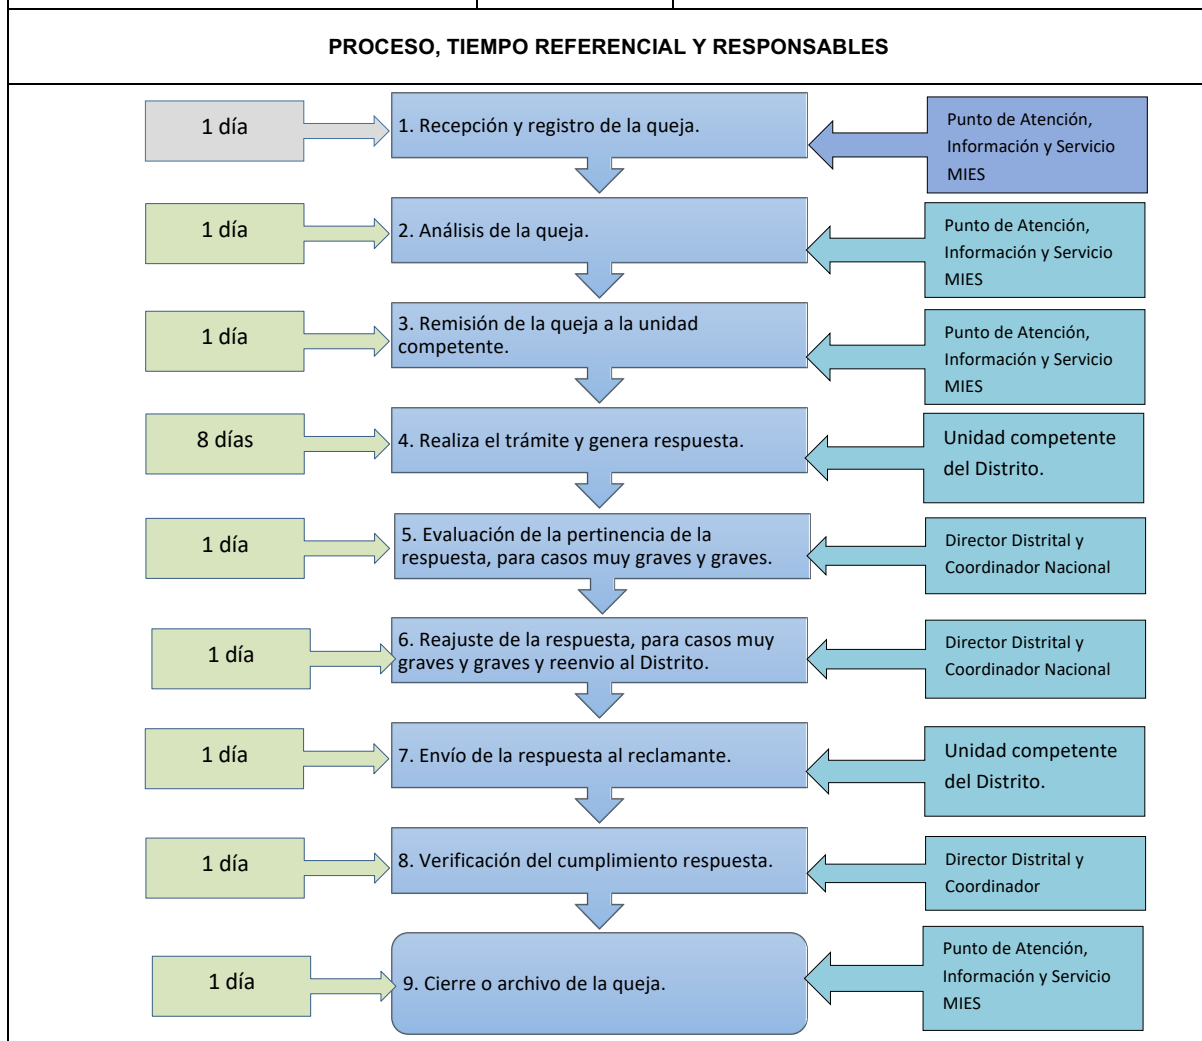 PROCESO, TIEMPO REFERENCIAL Y RESPONSABLES
1 día
1. Recepción y registro de la queja.
Punto de Atención,
Información y Servicio
MIES
1 día
2. Análisis de la queja.
Punto de Atención,
Información y Servicio
MIES
1 día
3. Remisión de la queja a la unidad
competente.
Punto de Atención,
Información y Servicio
MIES
8 días
4. Realiza el trámite y genera respuesta.
Unidad competente
del Distrito.
1 día
5. Evaluación de la pertinencia de la
respuesta, para casos muy graves y graves.
Director Distrital y
Coordinador Nacional
1 día
6. Reajuste de la respuesta, para casos muy
graves y graves y reenvio al Distrito.
Director Distrital y
Coordinador Nacional
1 día
7. Envío de la respuesta al reclamante.
Unidad competente
del Distrito.
1 día
8. Verificación del cumplimiento respuesta.
Director Distrital y
Coordinador
1 día
9. Cierre o archivo de la queja.
Punto de Atención,
Información y Servicio
MIES